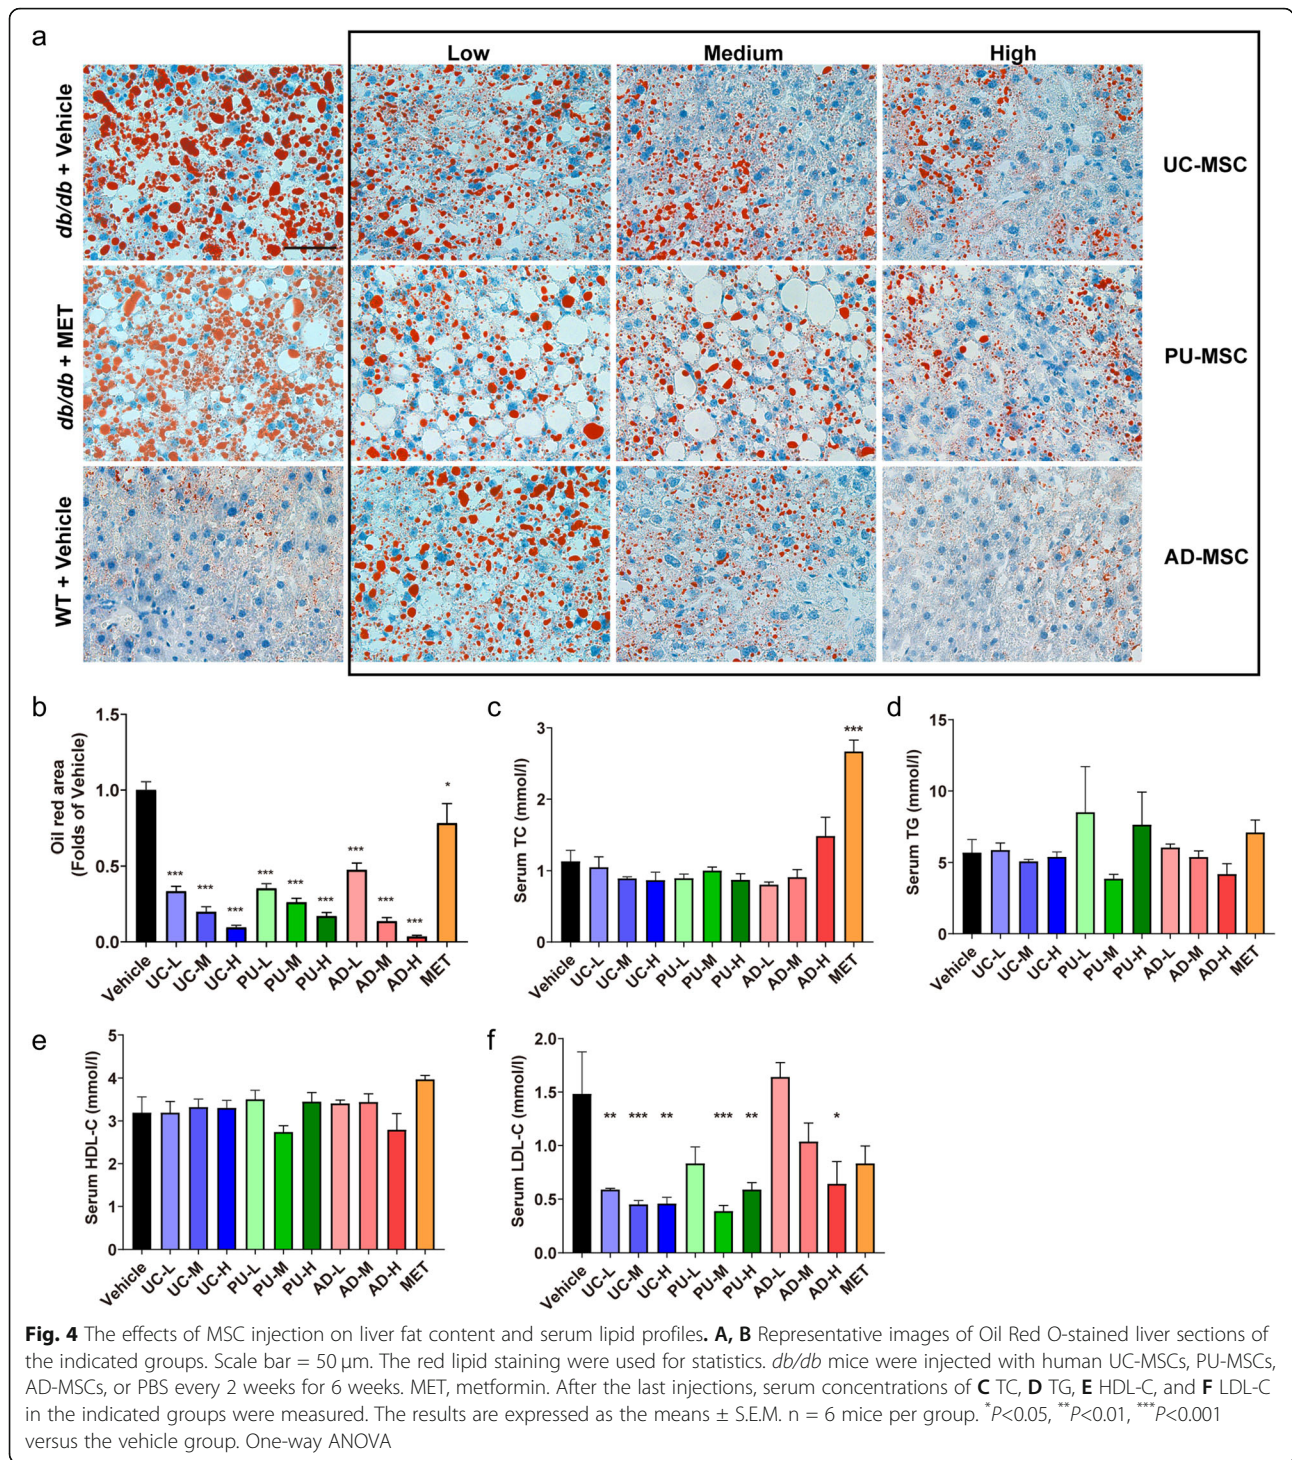 a
Low
Medium
High
db/db + Vehicle
UC-MSC
db/db + MET
PU-MSC
WT + Vehicle
AD-MSC
b
Oil red area
(Folds of Vehicle)
1.5
1.0
0.5
0.0
***
***
***
***
***
***
***
***
***
*
Vehicle
UC-L
UC-M
UC-H
PU-L
PU-M
PU-H
AD-L
AD-M
AD-H
MET
c
Serum TC (mmol/l)
3
2
1
0
***
Vehicle
UC-L
UC-M
UC-H
PU-L
PU-M
PU-H
AD-L
AD-M
AD-H
MET
d
Serum TG (mmol/l)
15
10
5
0
Vehicle
UC-L
UC-M
UC-H
PU-L
PU-M
PU-H
AD-L
AD-M
AD-H
MET
e
Serum HDL-C (mmol/l)
5
4
3
2
1
0
Vehicle
UC-L
UC-M
UC-H
PU-L
PU-M
PU-H
AD-L
AD-M
AD-H
MET
f
Serum LDL-C (mmol/l)
2.0
1.5
1.0
0.5
0.0
**
***
**
***
**
*
Vehicle
UC-L
UC-M
UC-H
PU-L
PU-M
PU-H
AD-L
AD-M
AD-H
MET
Fig. 4 The effects of MSC injection on liver fat content and serum lipid profiles. A, B Representative images of Oil Red O-stained liver sections of
the indicated groups. Scale bar = 50 μm. The red lipid staining were used for statistics. db/db mice were injected with human UC-MSCs, PU-MSCs,
AD-MSCs, or PBS every 2 weeks for 6 weeks. MET, metformin. After the last injections, serum concentrations of C TC, D TG, E HDL-C, and F LDL-C
in the indicated groups were measured. The results are expressed as the means ± S.E.M. n = 6 mice per group. *P<0.05, **P<0.01, ***P<0.001
versus the vehicle group. One-way ANOVA